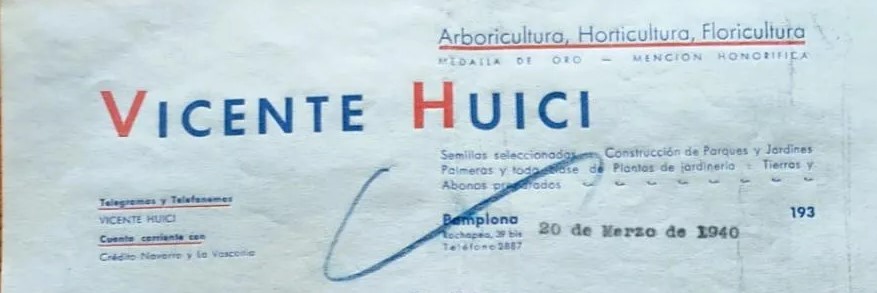 Arboricultura, Horticultura, Floricultura
MEDALLA DE ORO — MENCION HONORIFICA
VICENTE HUICI
Semillas seleccionadas — Construcción de Parques y Jardines
Palmeras y toda clase de Plantas de jardinería : Tierras y
Abonos preparados
Telegramas y Telefonemas
VICENTE HUICI
Cuenta corriente con
Crédito Navarro y La Vasconia
Pamplona
Rochapea, 39 bis
Teléfono 2887
193
20 de Marzo de 1940